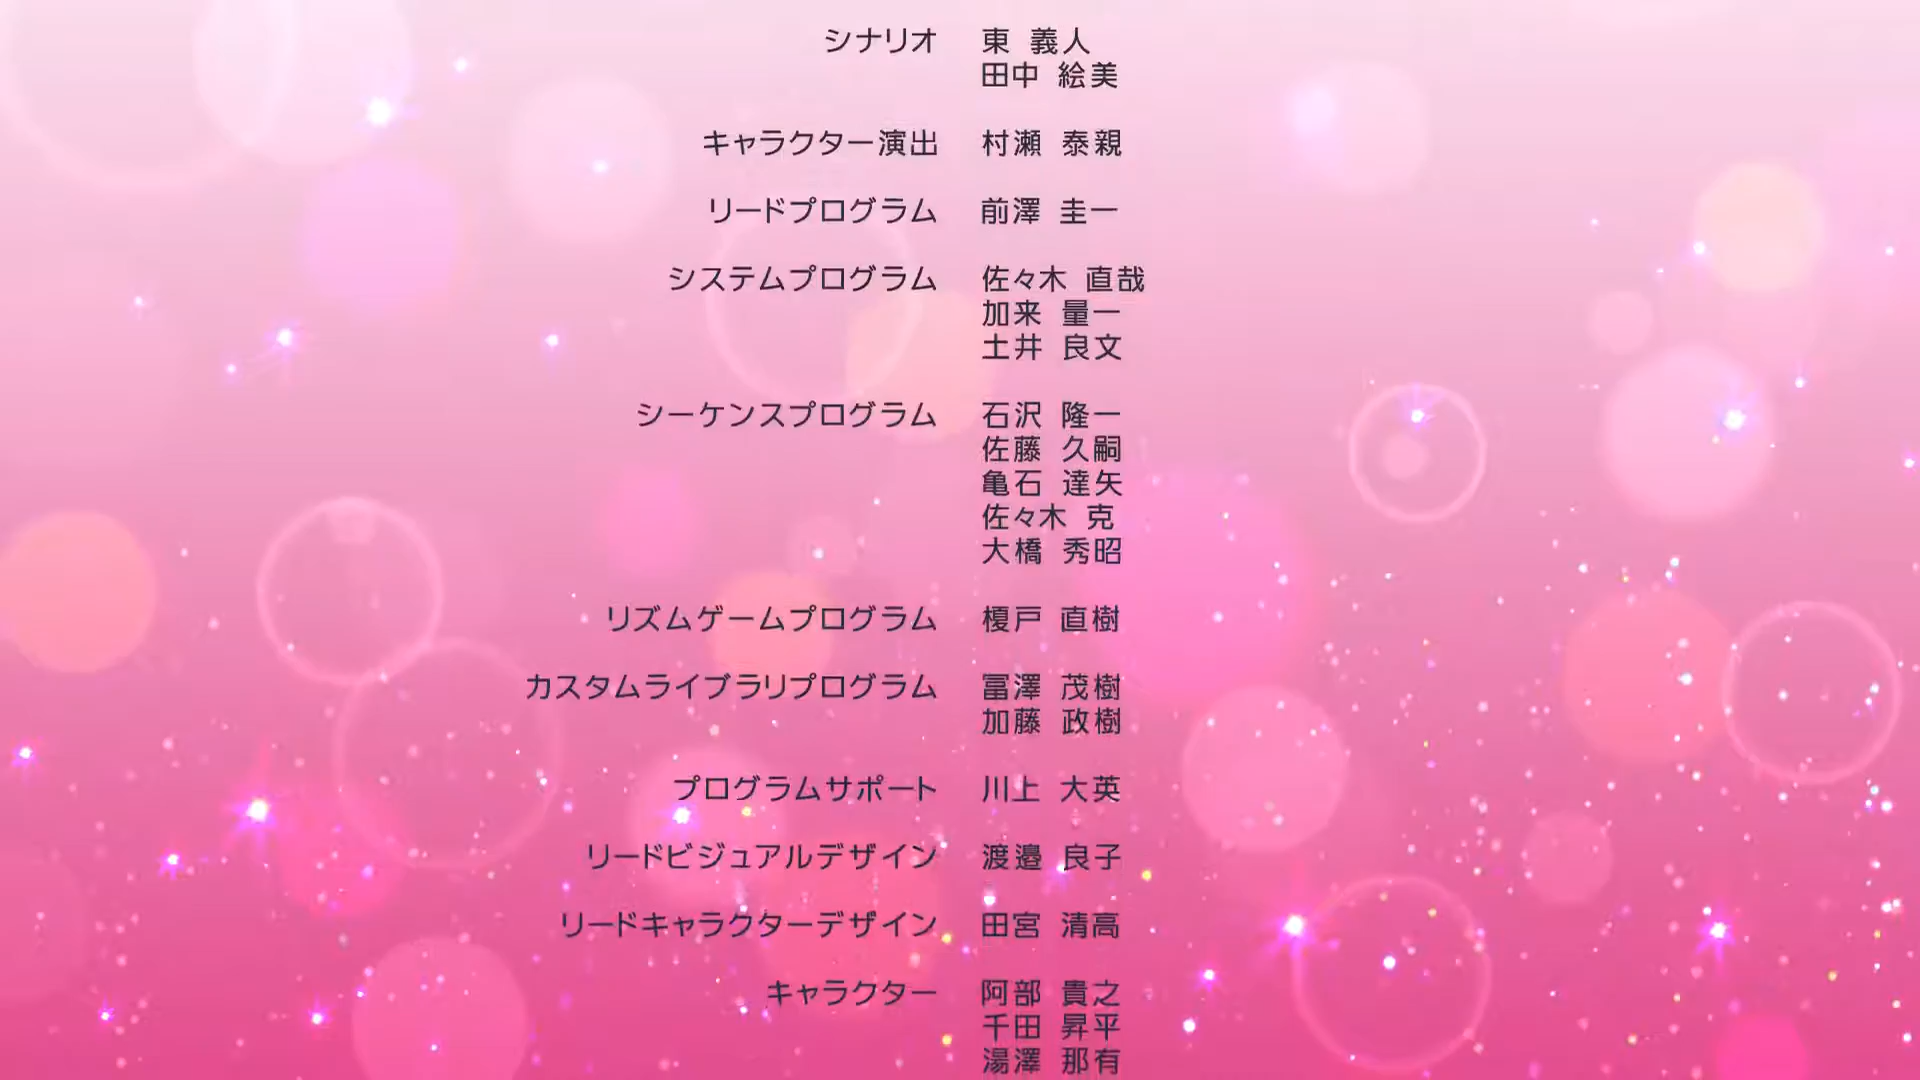 シナリオ 東 義人
田中 絵美
キャラクター演出 村瀬 泰親
リードプログラム 前澤 圭一
システムプログラム 佐々木 直哉
加来 量一
土井 良文
シーケンスプログラム 石沢 隆一
佐藤 久嗣
亀石 達矢
佐々木 克
大橋 秀昭
リズムゲームプログラム 榎戸 直樹
カスタムライブラリプログラム 冨澤 茂樹
加藤 政樹
プログラムサポート 川上 大英
リードビジュアルデザイン 渡邉 良子
リードキャラクターデザイン 田宮 清高
キャラクター 阿部 貴之
千田 昇平
湯澤 那有